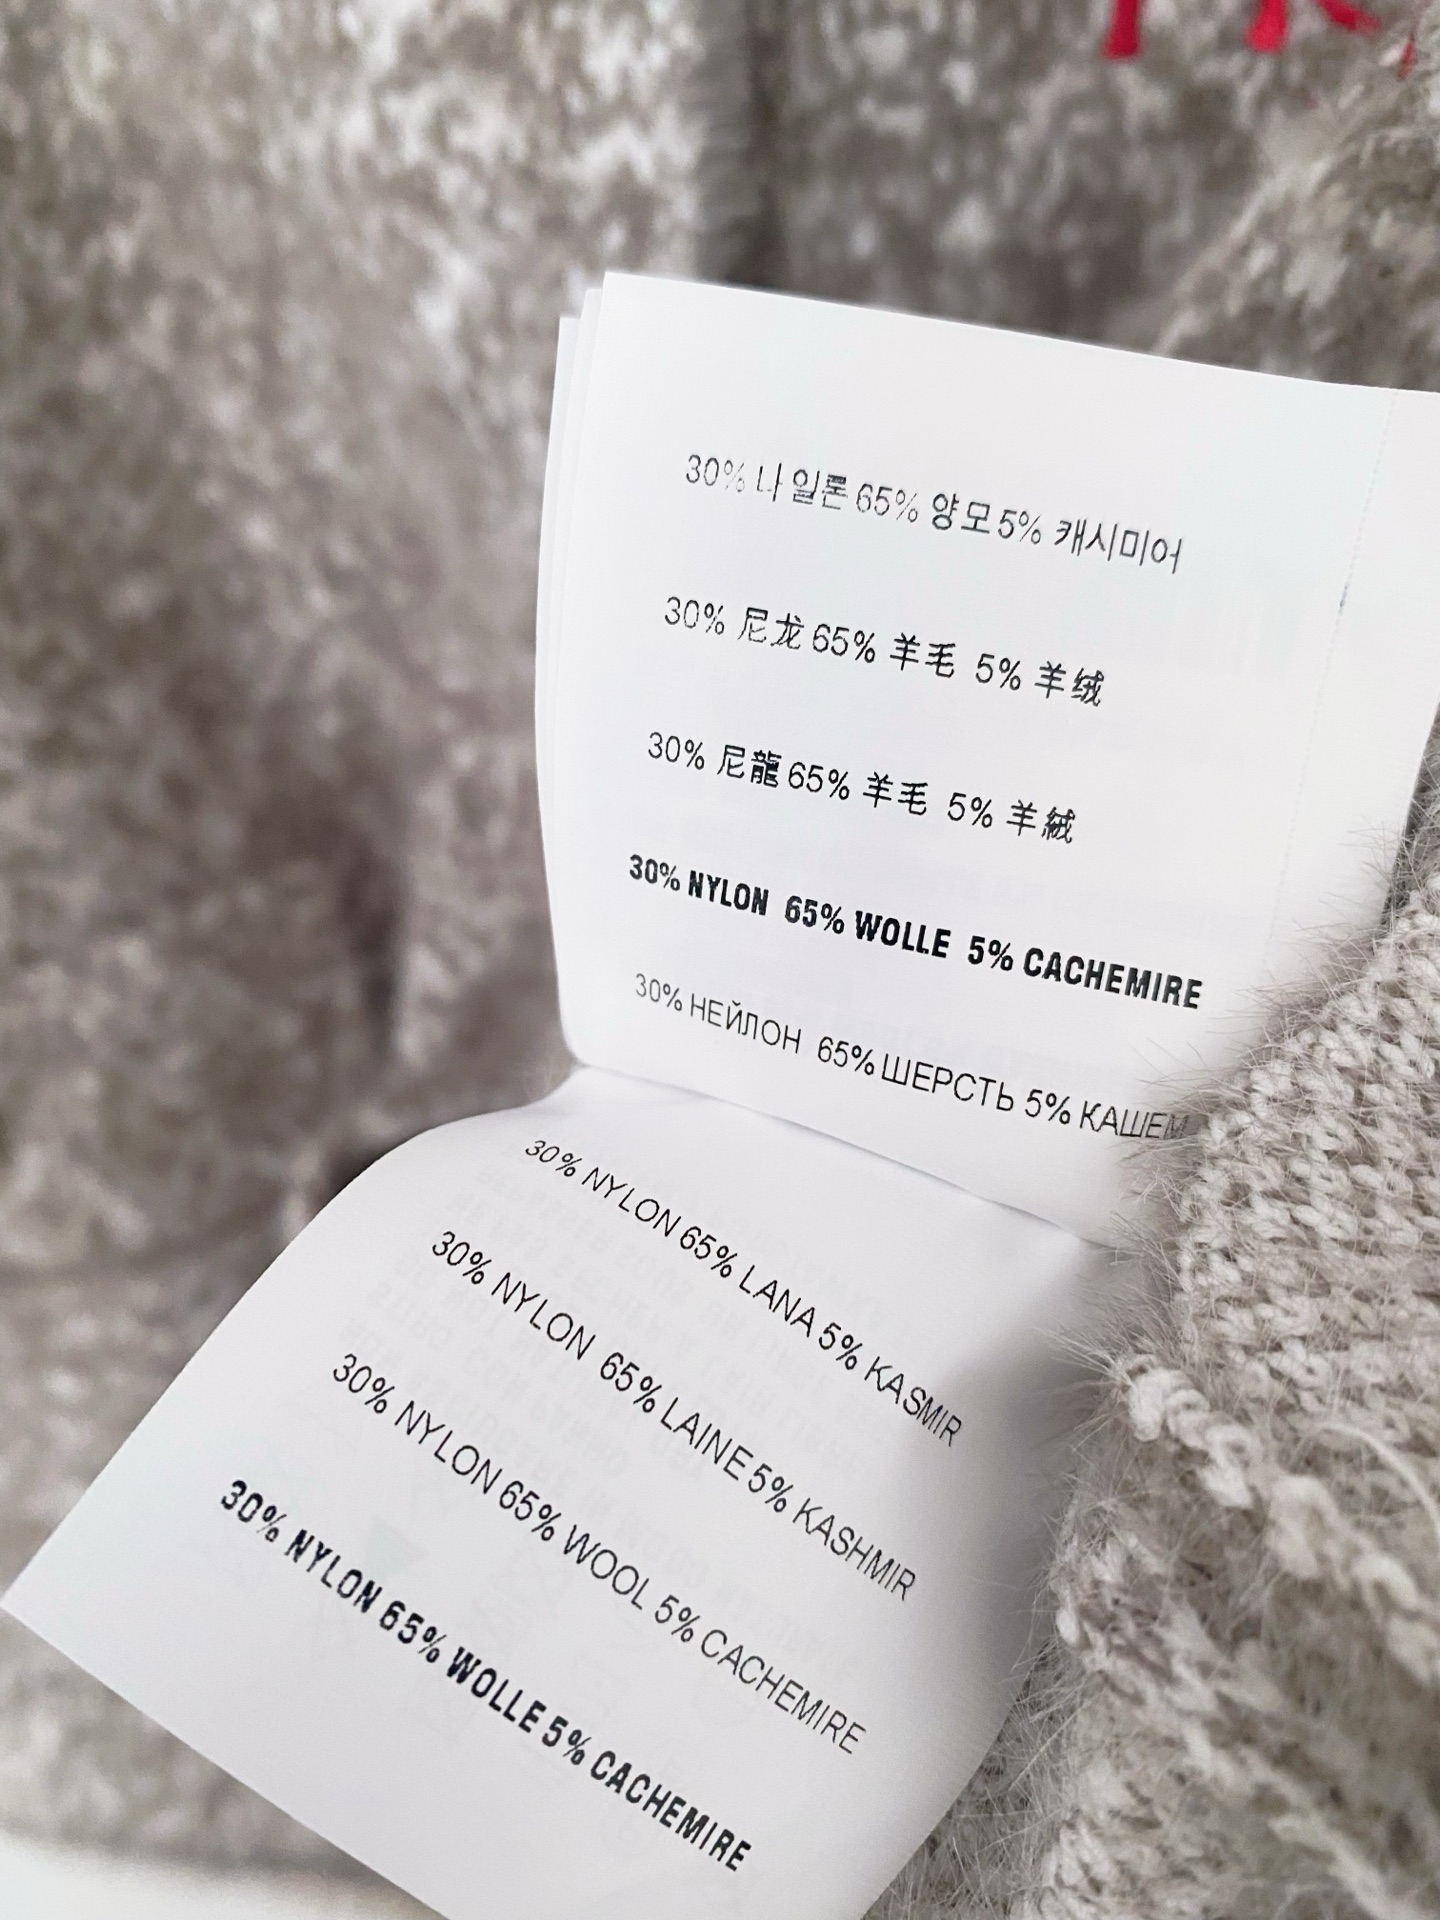 30% 나 일론 65% 양모 5% 캐시미어
30% 尼龙 65% 羊毛 5% 羊绒
30% 尼龍 65% 羊毛 5% 羊絨
30% NYLON 65% WOLLE 5% CACHEMIRE
30% НЕЙЛОН 65% ШЕРСТЬ 5% КАШЕМ
30% NYLON 65% LANA 5% KASMIR
30% NYLON 65% LAINE 5% KASHMIR
30% NYLON 65% WOOL 5% CACHEMIRE
30% NYLON 65% WOLLE 5% CACHEMIRE